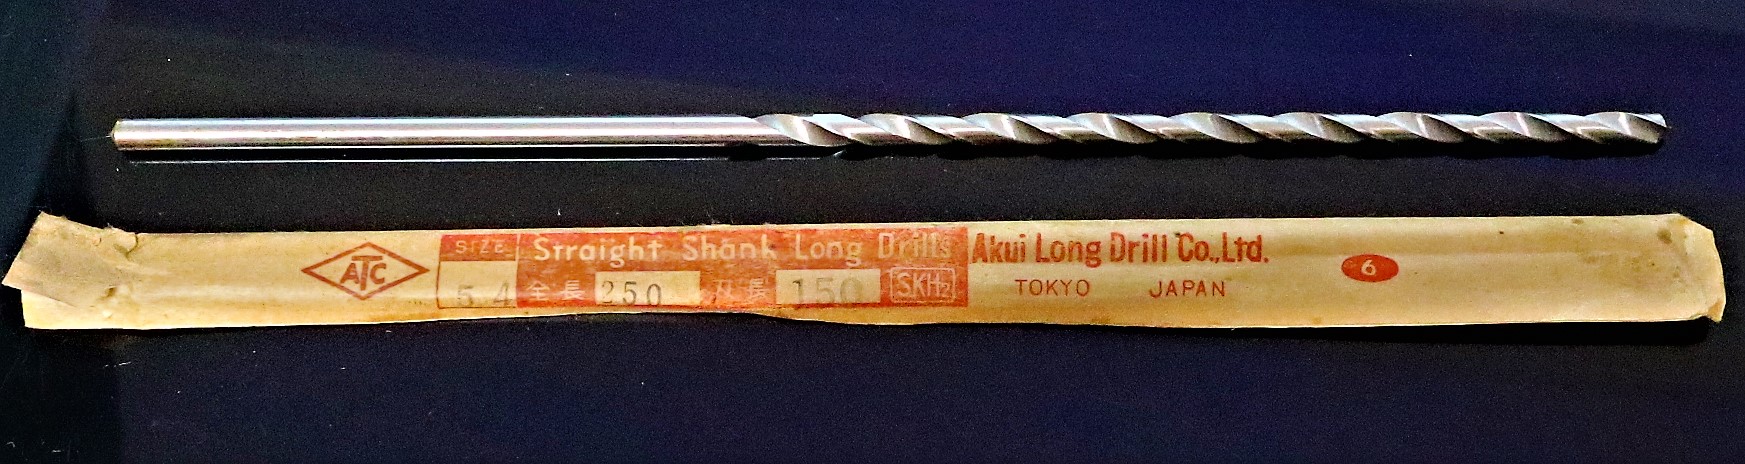 ATC
SIZE
5.4
Straight Shank Long Drills
全長 250 刃長 150 SKH2
Akui Long Drill Co.,Ltd.
TOKYO JAPAN
6